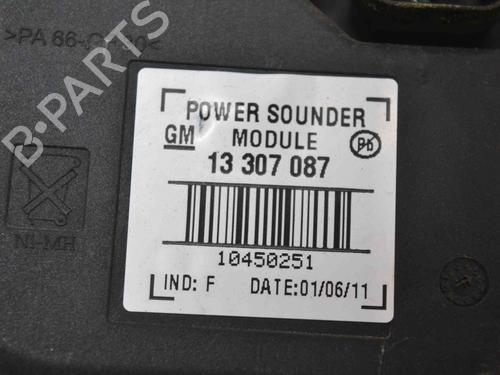 >PA 66-
B-PARTS
POWER SOUNDER
GM MODULE Pb
13 307 087
10450251
IND: F DATE:01/06/11
Ni-MH